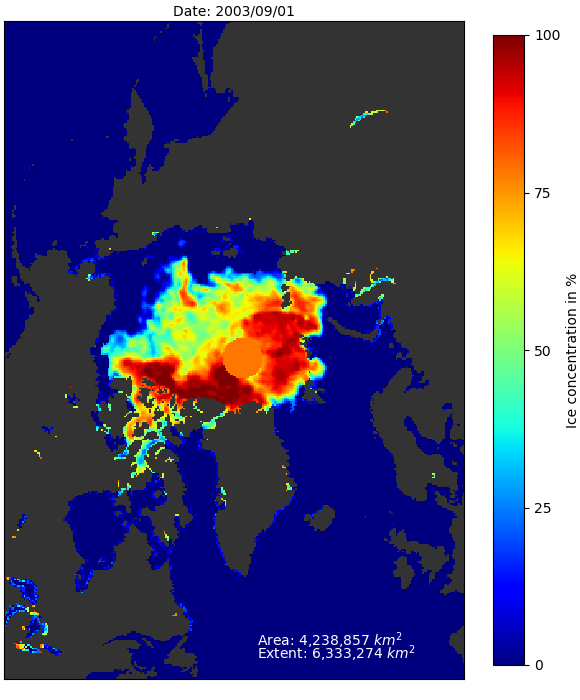 Date: 2003/09/01
100
75
50
25
0
Ice concentration in %
Area: 4,238,857 km²
Extent: 6,333,274 km²